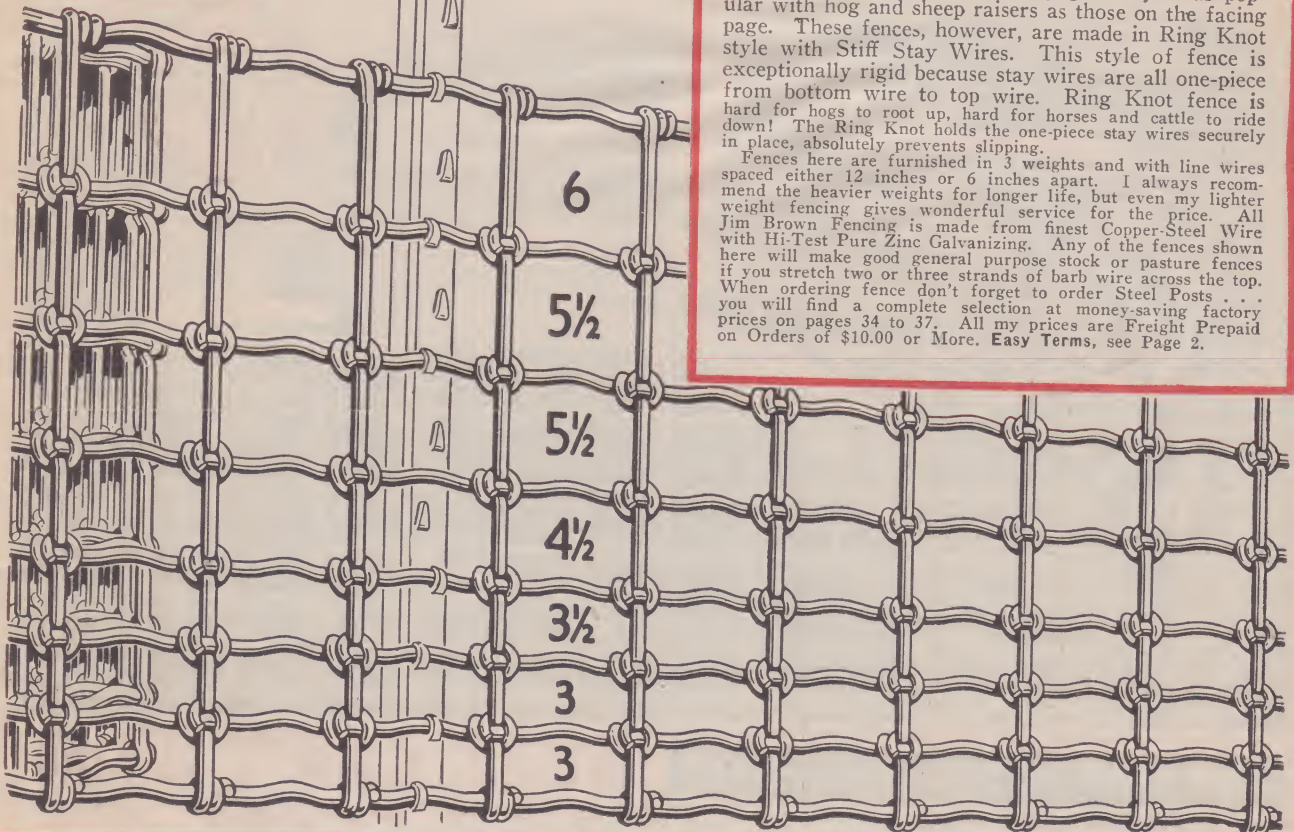 as pop-
ular with hog and sheep raisers as those on the facing
page. These fences, however, are made in Ring Knot
style with Stiff Stay Wires. This style of fence is
exceptionally rigid because stay wires are all one-piece
from bottom wire to top wire. Ring Knot fence is
hard for hogs to root up, hard for horses and cattle to ride
down! The Ring Knot holds the one-piece stay wires securely
in place, absolutely prevents slipping.
Fences here are furnished in 3 weights and with line wires
spaced either 12 inches or 6 inches apart. I always recom-
mend the heavier weights for longer life, but even my lighter
weight fencing gives wonderful service for the price. All
Jim Brown Fencing is made from finest Copper-Steel Wire
with Hi-Test Pure Zinc Galvanizing. Any of the fences shown
here will make good general purpose stock or pasture fences
if you stretch two or three strands of barb wire across the top.
When ordering fence don't forget to order Steel Posts . . .
you will find a complete selection at money-saving factory
prices on pages 34 to 37. All my prices are Freight Prepaid
on Orders of $10.00 or More. Easy Terms, see Page 2.
6
5½
5½
4½
3½
3
3